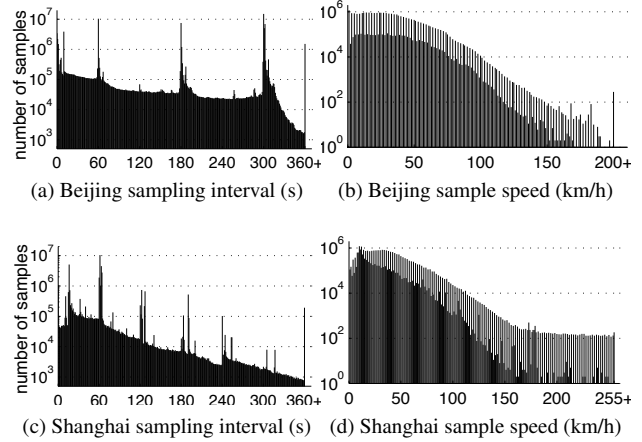 number of samples
10^7
10^6
10^5
10^4
10^3
0 60 120 180 240 300 360+
(a) Beijing sampling interval (s)
10^6
10^4
10^2
10^0
0 50 100 150 200+
(b) Beijing sample speed (km/h)
number of samples
10^7
10^6
10^5
10^4
10^3
0 60 120 180 240 300 360+
(c) Shanghai sampling interval (s)
10^6
10^4
10^2
10^0
0 50 100 150 200 255+
(d) Shanghai sample speed (km/h)